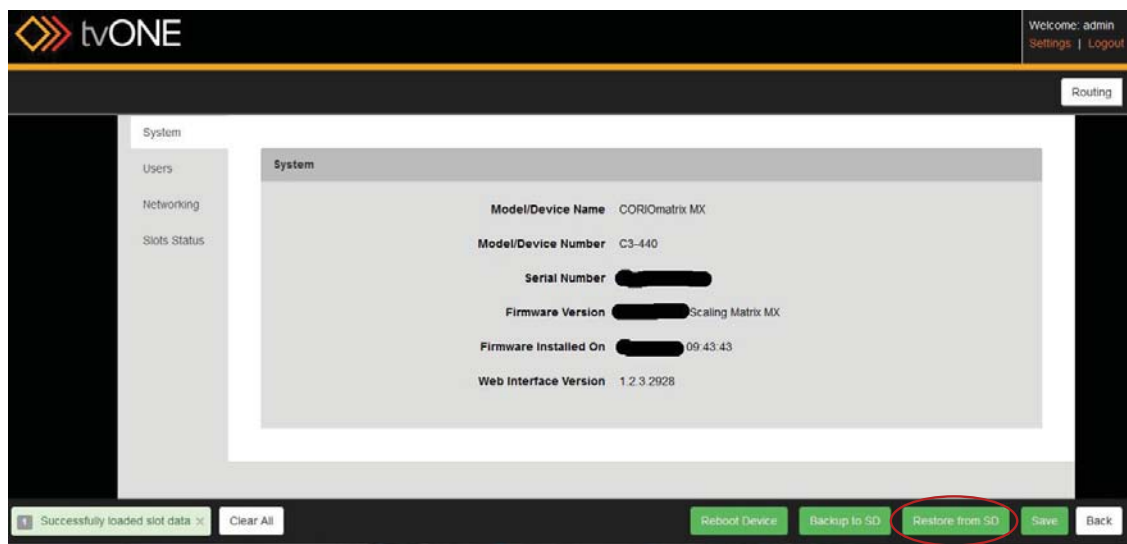 tvONE
Welcome: admin
Settings | Logout
Routing
System
Users
Networking
Slots Status
System
Model/Device Name CORIOmatrix MX
Model/Device Number C3-440
Serial Number
Firmware Version Scaling Matrix MX
Firmware Installed On 09:43:43
Web Interface Version 1.2.3.2928
1 Successfully loaded slot data ×
Clear All
Reboot Device
Backup to SD
Restore from SD
Save
Back